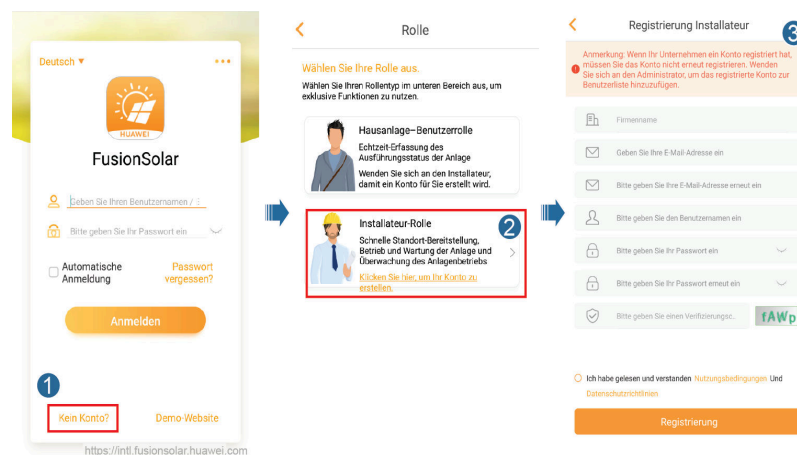 Deutsch ▼
HUAWEI
FusionSolar
Geben Sie Ihren Benutzernamen /
Bitte geben Sie Ihr Passwort ein
Automatische
Anmeldung
Passwort
vergessen?
Anmelden
1
Kein Konto?
Demo-Website
https://intl.fusionsolar.huawei.com
Rolle
Wählen Sie Ihre Rolle aus.
Wählen Sie Ihren Rollentyp im unteren Bereich aus, um
exklusive Funktionen zu nutzen.
Hausanlage-Benutzerrolle
Echtzeit-Erfassung des
Ausführungsstatus der Anlage
Wenden Sie sich an den Installateur,
damit ein Konto für Sie erstellt wird.
Installateur-Rolle
2
Schnelle Standort-Bereitstellung,
Betrieb und Wartung der Anlage und
Überwachung des Anlagenbetriebs
Klicken Sie hier, um Ihr Konto zu
erstellen.
Registrierung Installateur
3
Anmerkung: Wenn Ihr Unternehmen ein Konto registriert hat,
müssen Sie das Konto nicht erneut registrieren. Wenden
Sie sich an den Administrator, um das registrierte Konto zur
Benutzerliste hinzuzufügen.
Firmenname
Geben Sie Ihre E-Mail-Adresse ein
Bitte geben Sie Ihre E-Mail-Adresse erneut ein
Bitte geben Sie den Benutzernamen ein
Bitte geben Sie Ihr Passwort ein
Bitte geben Sie Ihr Passwort erneut ein
Bitte geben Sie einen Verifizierungsc..
fAWp
Ich habe gelesen und verstanden Nutzungsbedingungen Und
Datenschutzrichtlinien
Registrierung